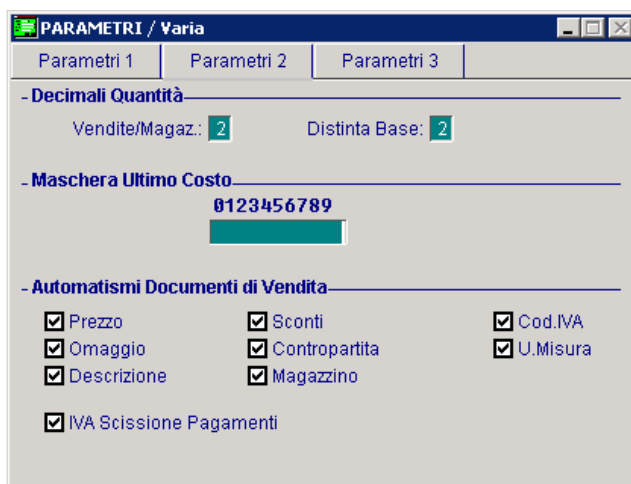 PARAMETRI / Varia
Parametri 1 Parametri 2 Parametri 3
Decimali Quantità
Vendite/Magaz.: 2 Distinta Base: 2
Maschera Ultimo Costo
0123456789
Automatismi Documenti di Vendita
Prezzo Sconti Cod.IVA
Omaggio Contropartita U.Misura
Descrizione Magazzino
IVA Scissione Pagamenti